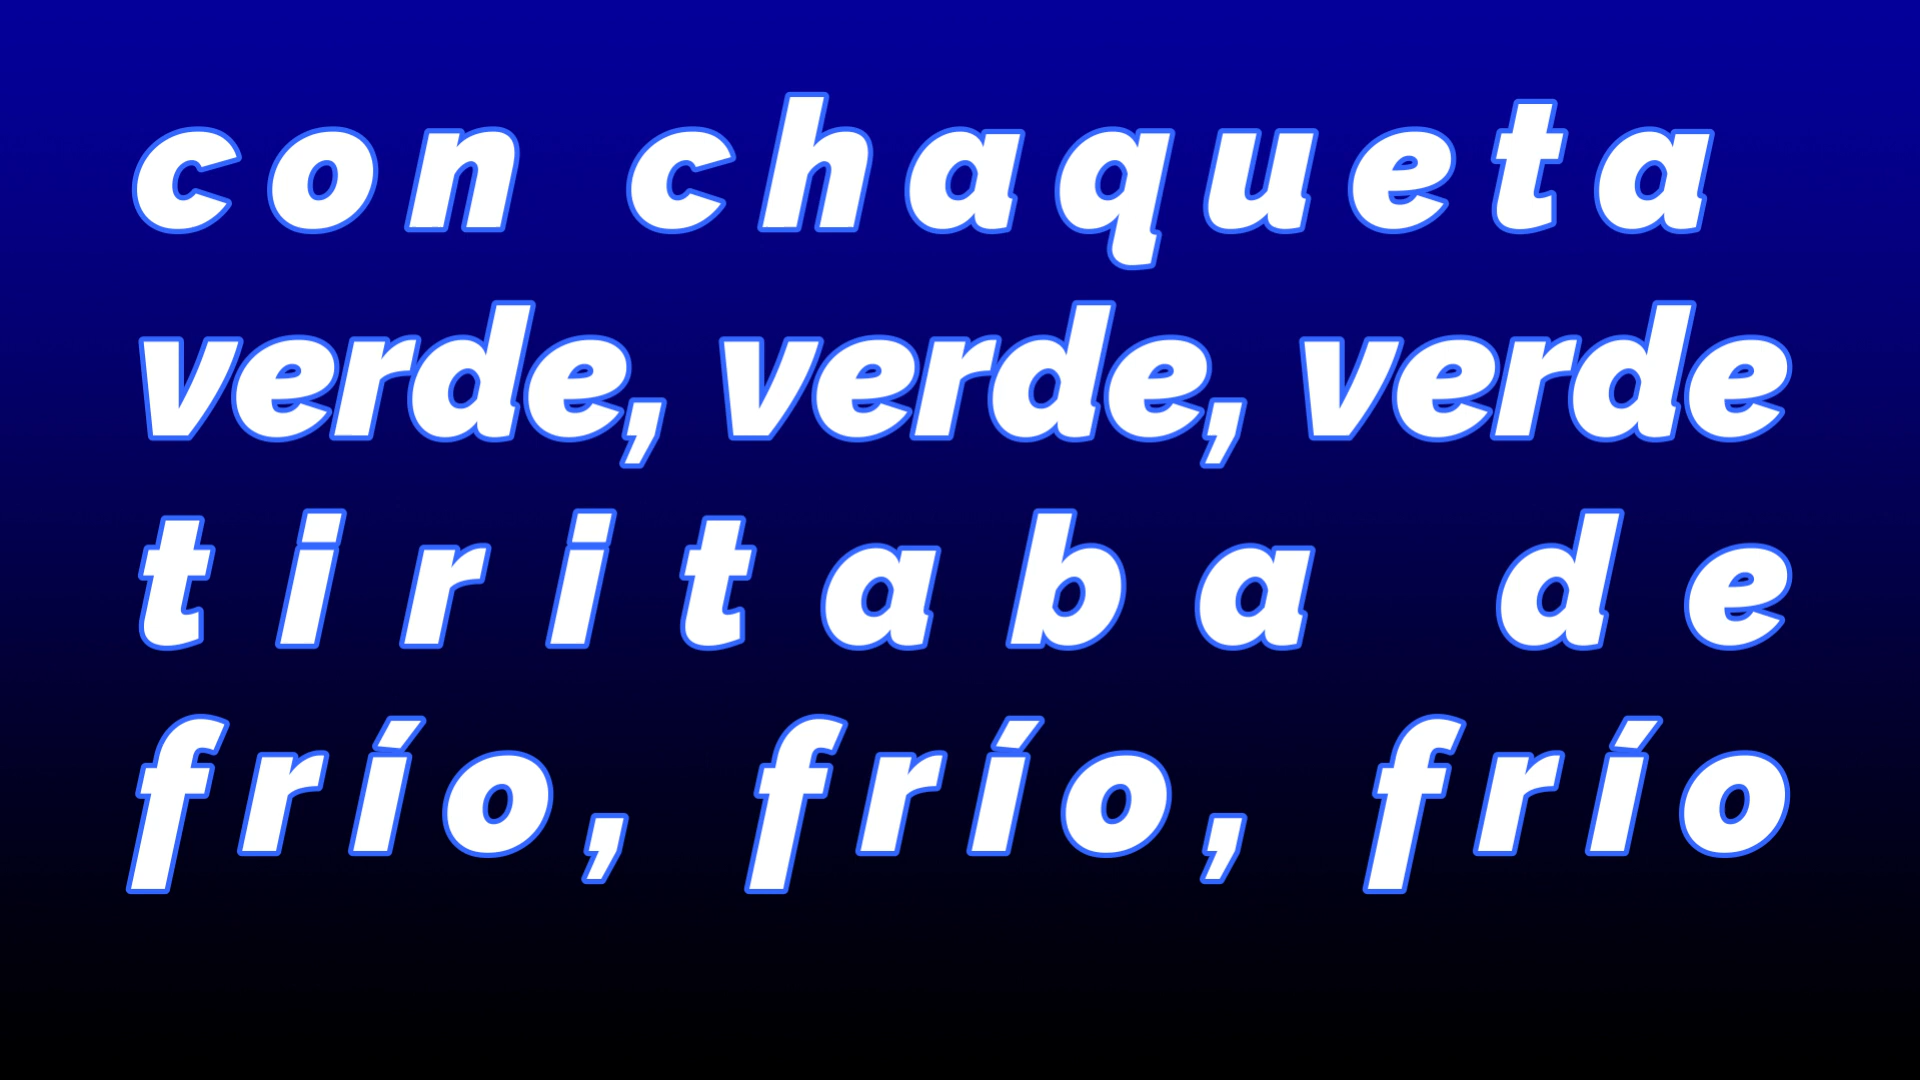 con chaqueta
verde, verde, verde
tiritaba de
frío, frío, frío